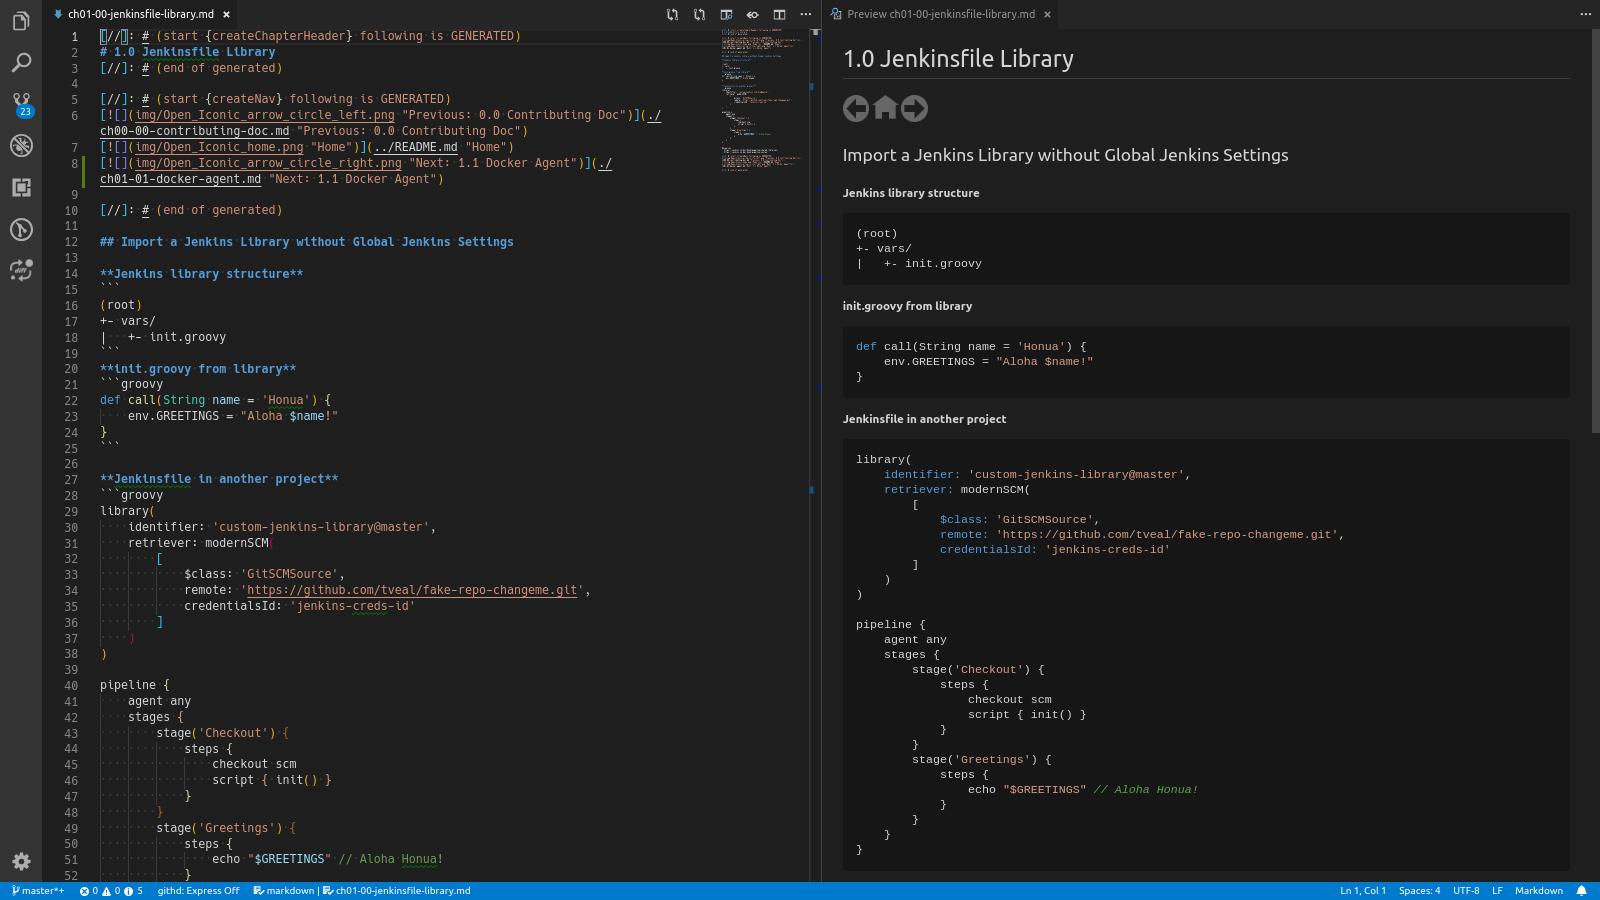 ch01-00-jenkinsfile-library.md ×
1 [//]: # (start {createChapterHeader} following is GENERATED)
2 # 1.0 Jenkinsfile Library
3 [//]: # (end of generated)
4
5 [//]: # (start {createNav} following is GENERATED)
6 [![](img/Open_Iconic_arrow_circle_left.png "Previous: 0.0 Contributing Doc")](./
ch00-00-contributing-doc.md "Previous: 0.0 Contributing Doc")
7 [![](img/Open_Iconic_home.png "Home")](../README.md "Home")
8 [![](img/Open_Iconic_arrow_circle_right.png "Next: 1.1 Docker Agent")](./
ch01-01-docker-agent.md "Next: 1.1 Docker Agent")
9
10 [//]: # (end of generated)
11
12 ## Import a Jenkins Library without Global Jenkins Settings
13
14 **Jenkins library structure**
15 ```
16 (root)
17 +- vars/
18 |   +- init.groovy
19 ```
20 **init.groovy from library**
21 ```groovy
22 def call(String name = 'Honua') {
23     env.GREETINGS = "Aloha $name!"
24 }
25 ```
26
27 **Jenkinsfile in another project**
28 ```groovy
29 library(
30     identifier: 'custom-jenkins-library@master',
31     retriever: modernSCM(
32         [
33             $class: 'GitSCMSource',
34             remote: 'https://github.com/tveal/fake-repo-changeme.git',
35             credentialsId: 'jenkins-creds-id'
36         ]
37     )
38 )
39
40 pipeline {
41     agent any
42     stages {
43         stage('Checkout') {
44             steps {
45                 checkout scm
46                 script { init() }
47             }
48         }
49         stage('Greetings') {
50             steps {
51                 echo "$GREETINGS" // Aloha Honua!
52             }
23
Preview ch01-00-jenkinsfile-library.md ×
1.0 Jenkinsfile Library
Import a Jenkins Library without Global Jenkins Settings
Jenkins library structure
(root)
+- vars/
|   +- init.groovy
init.groovy from library
def call(String name = 'Honua') {
    env.GREETINGS = "Aloha $name!"
}
Jenkinsfile in another project
library(
    identifier: 'custom-jenkins-library@master',
    retriever: modernSCM(
        [
            $class: 'GitSCMSource',
            remote: 'https://github.com/tveal/fake-repo-changeme.git',
            credentialsId: 'jenkins-creds-id'
        ]
    )
)
pipeline {
    agent any
    stages {
        stage('Checkout') {
            steps {
                checkout scm
                script { init() }
            }
        }
        stage('Greetings') {
            steps {
                echo "$GREETINGS" // Aloha Honua!
            }
        }
    }
}
master*+ 0 0 5 githd: Express Off markdown | ch01-00-jenkinsfile-library.md Ln 1, Col 1 Spaces: 4 UTF-8 LF Markdown